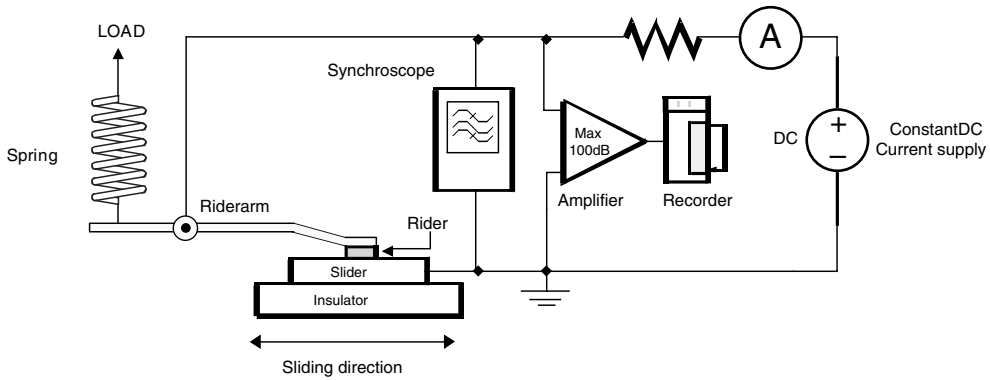 LOAD
A
Synchroscope
Max
100dB
DC
+
−
ConstantDC
Current supply
Spring
Riderarm
Rider
Amplifier
Recorder
Slider
Insulator
Sliding direction